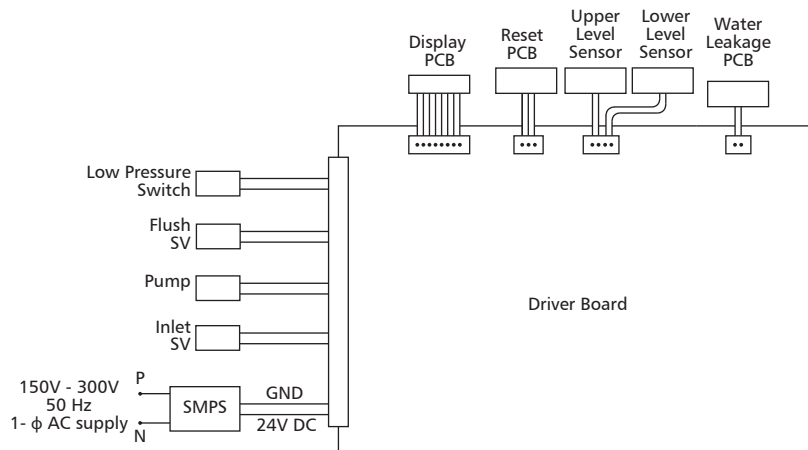 Display
PCB
Reset
PCB
Upper
Level
Sensor
Lower
Level
Sensor
Water
Leakage
PCB
Low Pressure
Switch
Flush
SV
Pump
Inlet
SV
Driver Board
150V - 300V
50 Hz
1- ϕ AC supply
P
N
SMPS
GND
24V DC